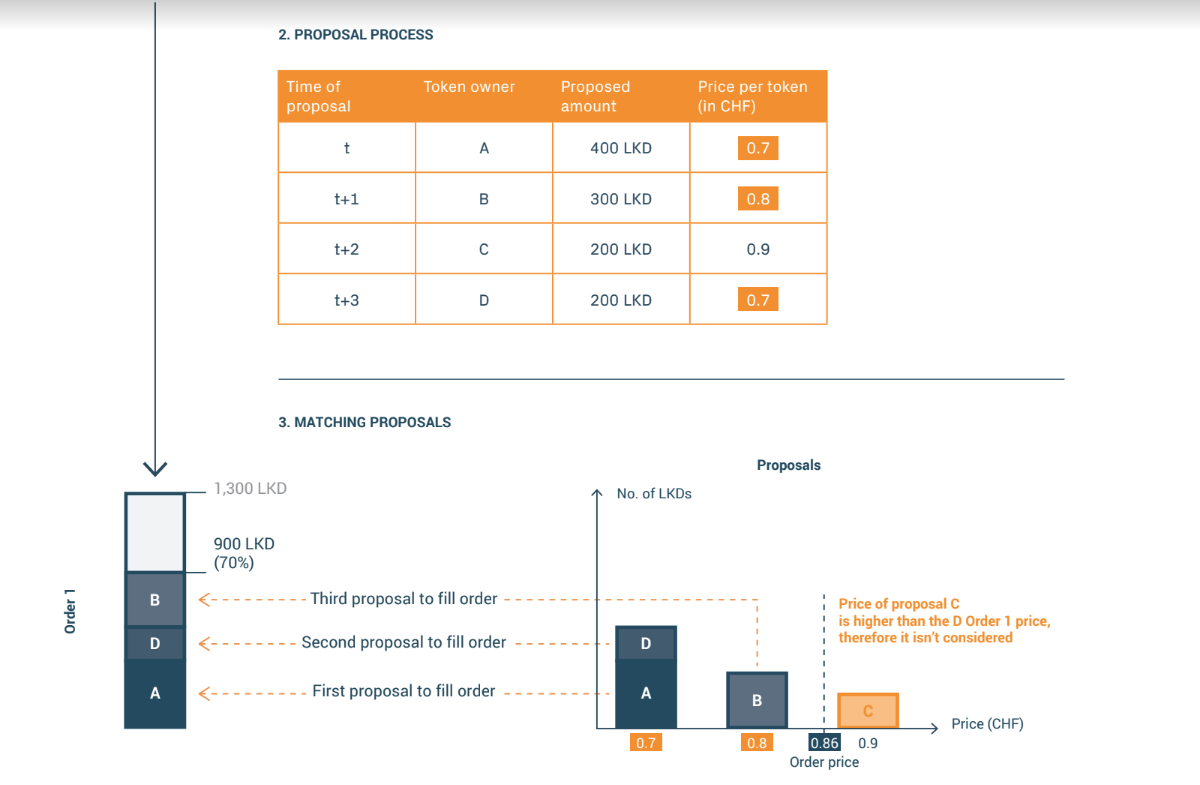 2. PROPOSAL PROCESS
Time of proposal Token owner Proposed amount Price per token (in CHF)
t A 400 LKD 0.7
t+1 B 300 LKD 0.8
t+2 C 200 LKD 0.9
t+3 D 200 LKD 0.7
3. MATCHING PROPOSALS
Order 1
1,300 LKD
900 LKD
(70%)
B
D
A
Third proposal to fill order
Second proposal to fill order
First proposal to fill order
Proposals
No. of LKDs
D
A
B
C
Price of proposal C
is higher than the D Order 1 price,
therefore it isn't considered
Price (CHF)
0.7 0.8 0.86 0.9
Order price